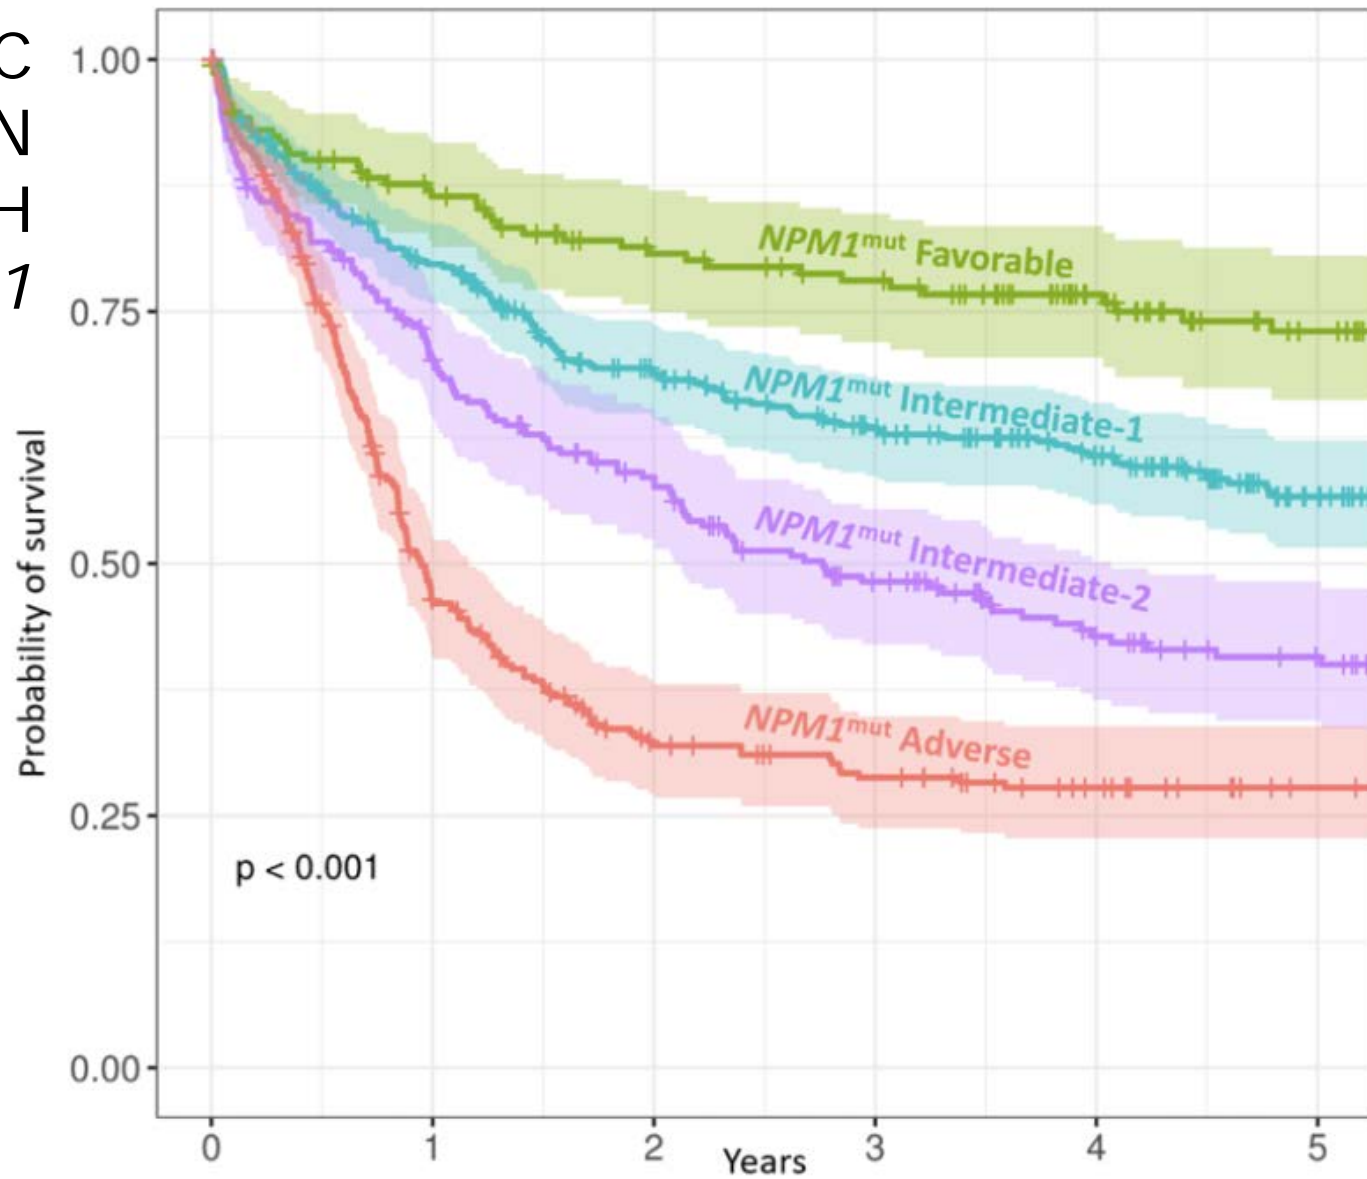 C
N
H
1
1.00
0.75
0.50
0.25
0.00
Probability of survival
NPM1mut Favorable
NPM1mut Intermediate-1
NPM1mut Intermediate-2
NPM1mut Adverse
p < 0.001
0 1 2 3 4 5
Years